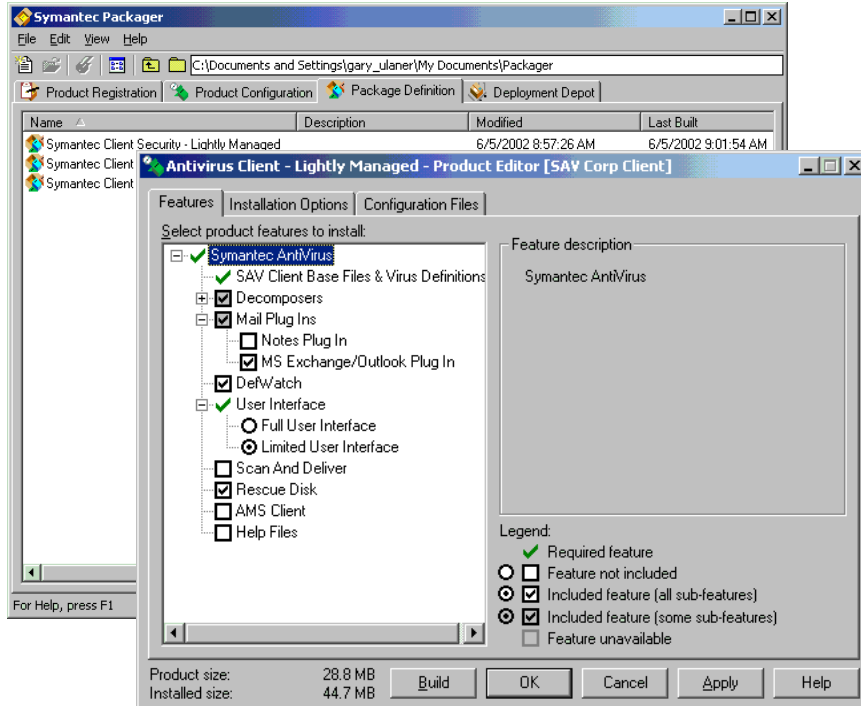 Symantec Packager
File Edit View Help
C:\Documents and Settings\gary_ulaner\My Documents\Packager
Product Registration Product Configuration Package Definition Deployment Depot
Name Description Modified Last Built
Symantec Client Security - Lightly Managed 6/5/2002 8:57:26 AM 6/5/2002 9:01:54 AM
Symantec Client
Symantec Client
For Help, press F1
Antivirus Client - Lightly Managed - Product Editor [SAV Corp Client]
Features Installation Options Configuration Files
Select product features to install:
Symantec AntiVirus
SAV Client Base Files & Virus Definitions
Decomposers
Mail Plug Ins
Notes Plug In
MS Exchange/Outlook Plug In
DefWatch
User Interface
Full User Interface
Limited User Interface
Scan And Deliver
Rescue Disk
AMS Client
Help Files
Feature description
Symantec AntiVirus
Legend:
Required feature
Feature not included
Included feature (all sub-features)
Included feature (some sub-features)
Feature unavailable
Product size: 28.8 MB
Installed size: 44.7 MB
Build OK Cancel Apply Help